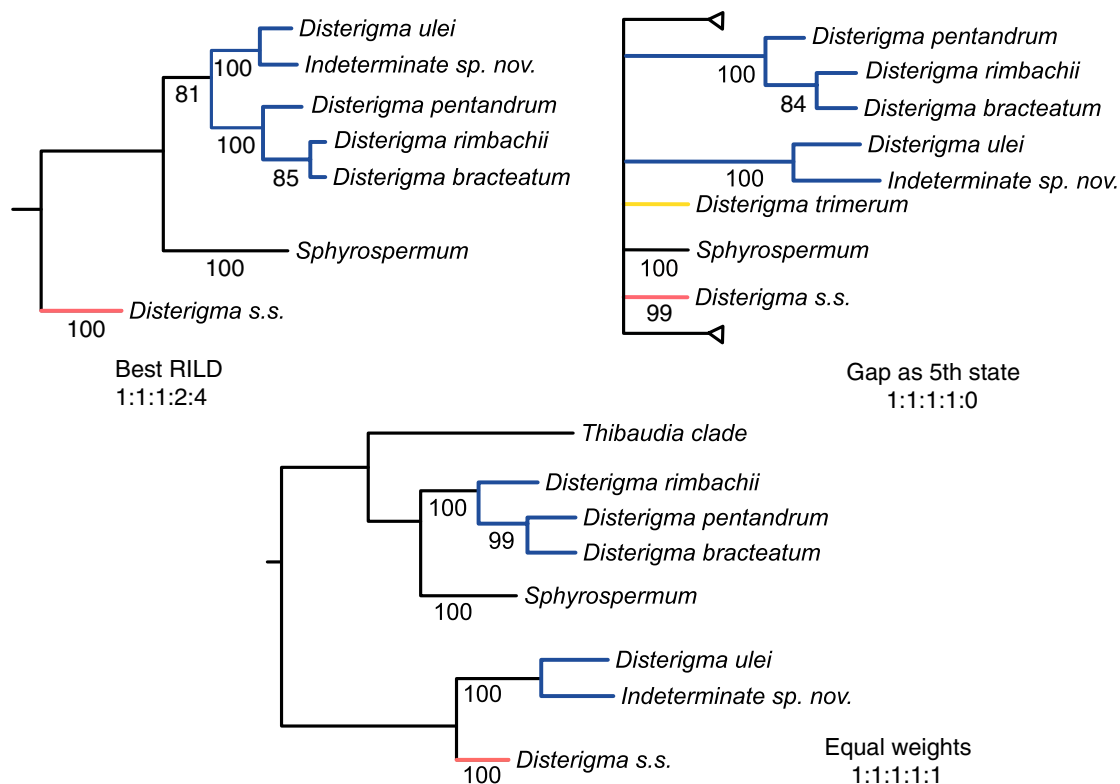 Disterigma ulei
Indeterminate sp. nov.
100
81
Disterigma pentandrum
Disterigma rimbachii
100
85
Disterigma bracteatum
Sphyrospermum
100
Disterigma s.s.
100
Best RILD
1:1:1:2:4
Disterigma pentandrum
100
Disterigma rimbachii
84
Disterigma bracteatum
Disterigma ulei
100
Indeterminate sp. nov.
Disterigma trimerum
Sphyrospermum
100
Disterigma s.s.
99
Gap as 5th state
1:1:1:1:0
Thibaudia clade
Disterigma rimbachii
100
Disterigma pentandrum
99
Disterigma bracteatum
Sphyrospermum
100
Disterigma ulei
100
Indeterminate sp. nov.
Disterigma s.s.
100
Equal weights
1:1:1:1:1